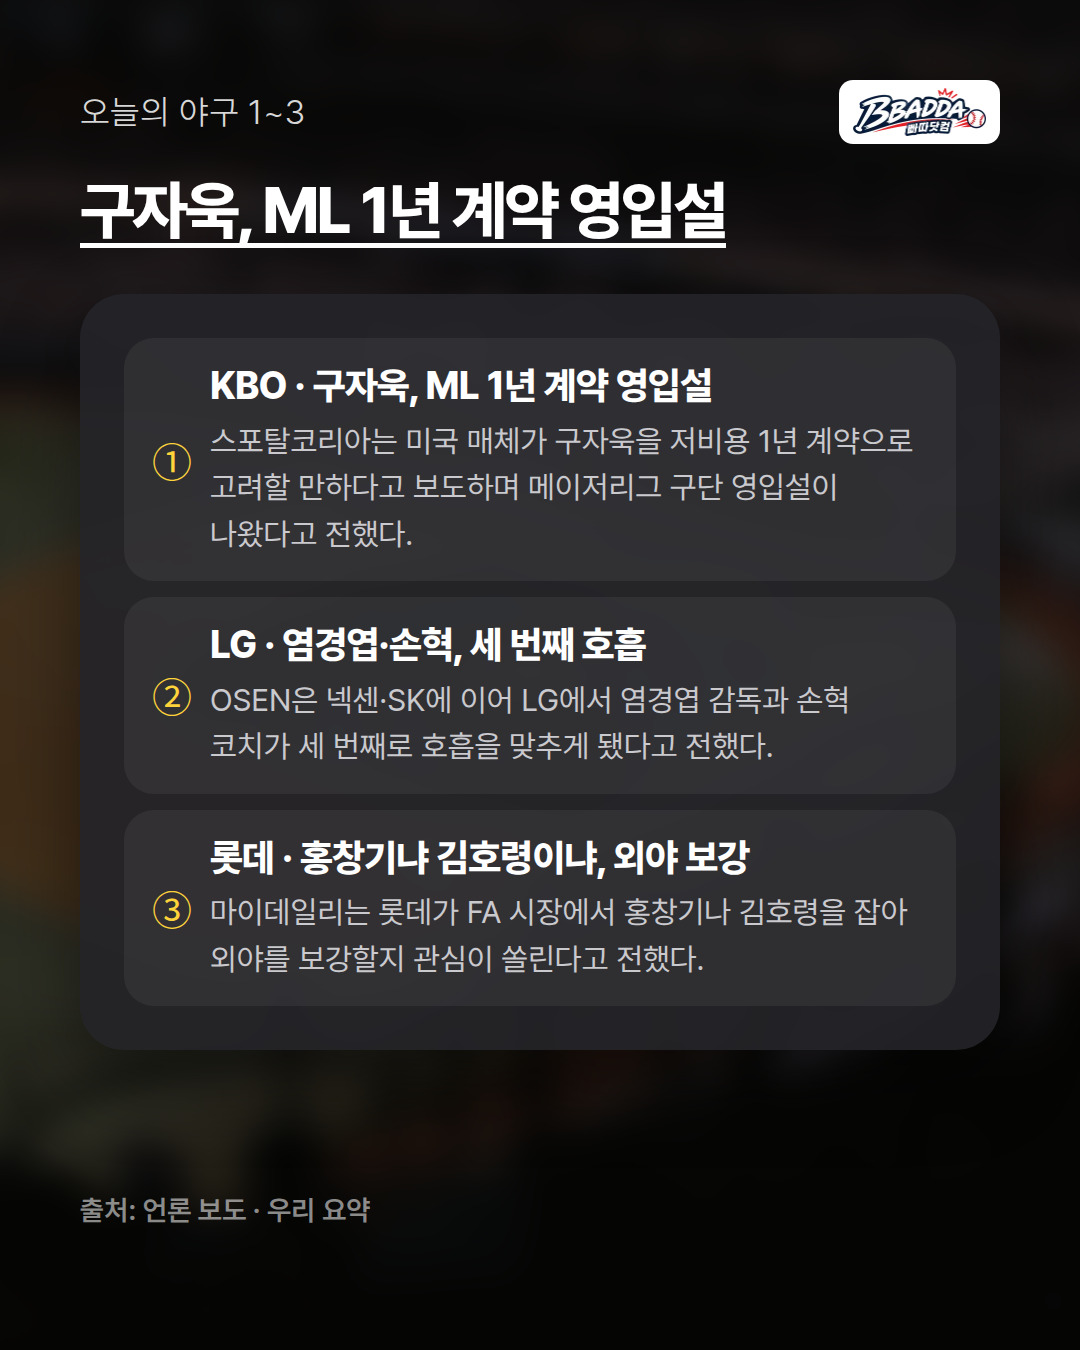 오늘의 야구 1~3
BBADDA
빠따닷컴
구자욱, ML 1년 계약 영입설
KBO · 구자욱, ML 1년 계약 영입설
① 스포탈코리아는 미국 매체가 구자욱을 저비용 1년 계약으로
고려할 만하다고 보도하며 메이저리그 구단 영입설이
나왔다고 전했다.
LG · 염경엽·손혁, 세 번째 호흡
② OSEN은 넥센·SK에 이어 LG에서 염경엽 감독과 손혁
코치가 세 번째로 호흡을 맞추게 됐다고 전했다.
롯데 · 홍창기냐 김호령이냐, 외야 보강
③ 마이데일리는 롯데가 FA 시장에서 홍창기나 김호령을 잡아
외야를 보강할지 관심이 쏠린다고 전했다.
출처: 언론 보도 · 우리 요약